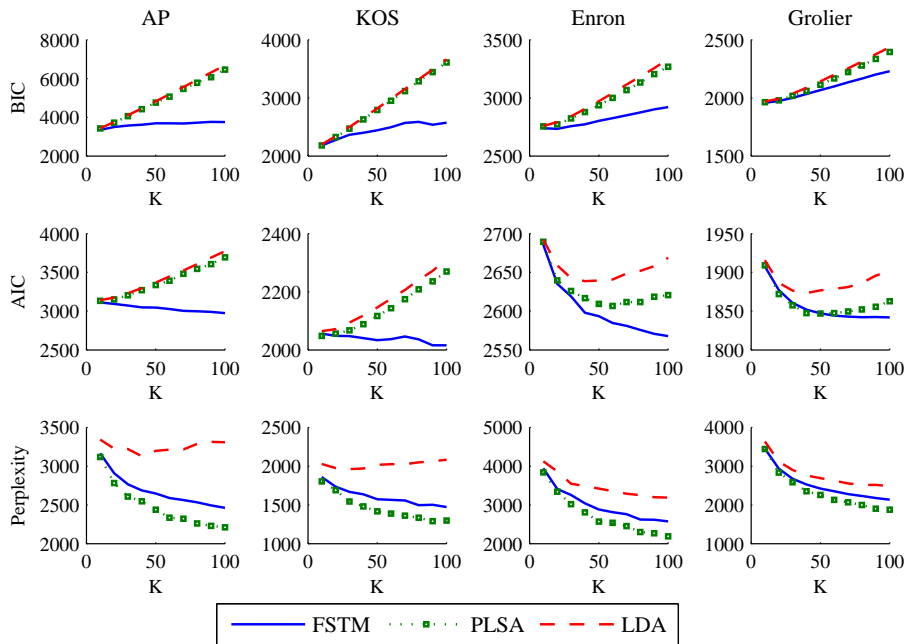 AP KOS Enron Grolier
BIC
8000 6000 4000 2000
0 50 100
K
4000 3000 2000
0 50 100
K
3500 3000 2500
0 50 100
K
2500 2000 1500
0 50 100
K
AIC
4000 3500 3000 2500
0 50 100
K
2400 2200 2000
0 50 100
K
2700 2650 2600 2550
0 50 100
K
1950 1900 1850 1800
0 50 100
K
Perplexity
3500 3000 2500 2000
0 50 100
K
2500 2000 1500 1000
0 50 100
K
5000 4000 3000 2000
0 50 100
K
4000 3000 2000 1000
0 50 100
K
FSTM PLSA LDA